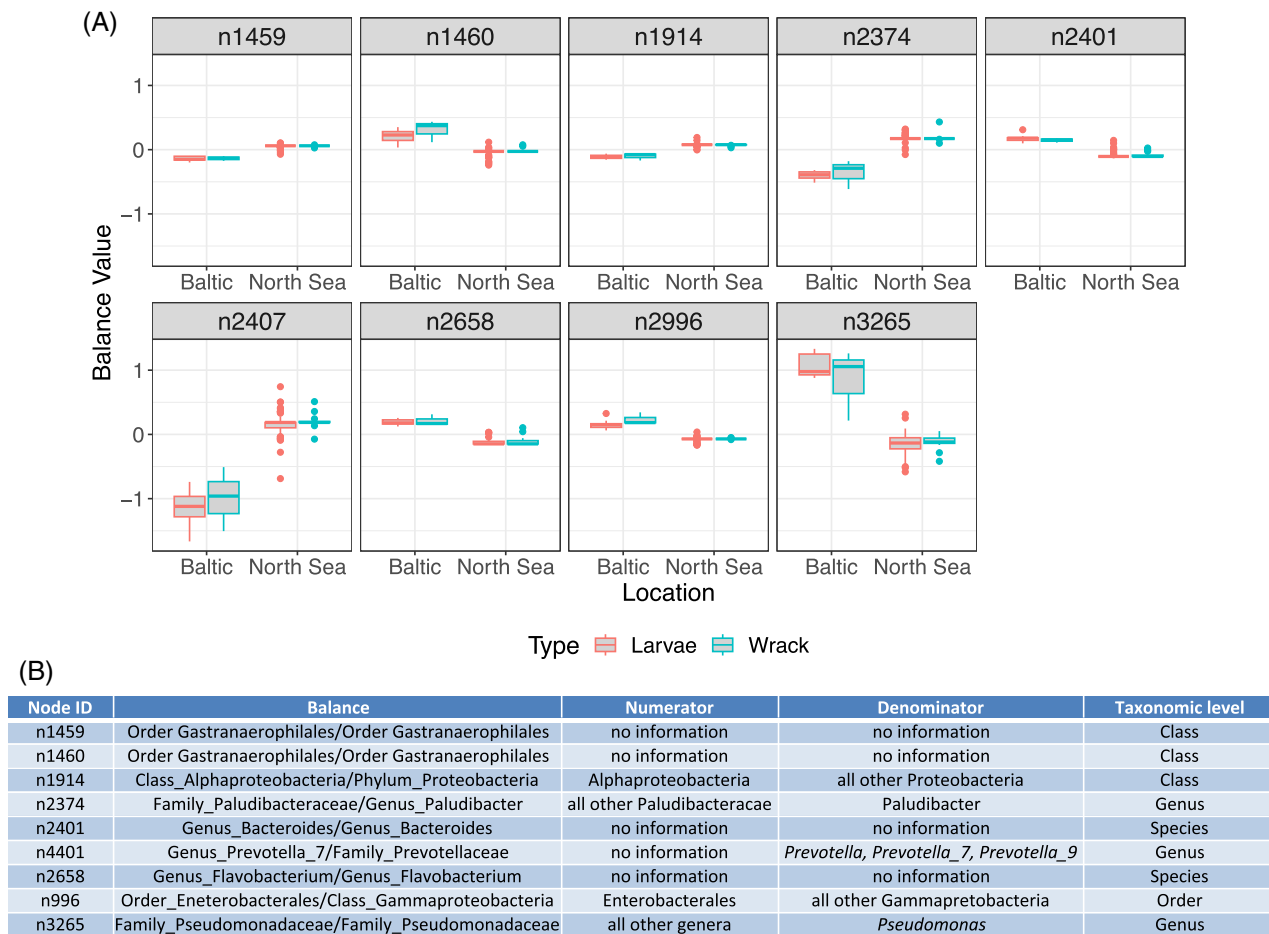 (A)
n1459 n1460 n1914 n2374 n2401
1
0
−1
Baltic North Sea Baltic North Sea Baltic North Sea Baltic North Sea Baltic North Sea
Balance Value
n2407 n2658 n2996 n3265
1
0
−1
Baltic North Sea Baltic North Sea Baltic North Sea Baltic North Sea
Location
Type Larvae Wrack
(B)
Node ID Balance Numerator Denominator Taxonomic level
n1459 Order Gastranaerophilales/Order Gastranaerophilales no information no information Class
n1460 Order Gastranaerophilales/Order Gastranaerophilales no information no information Class
n1914 Class_Alphaproteobacteria/Phylum_Proteobacteria Alphaproteobacteria all other Proteobacteria Class
n2374 Family_Paludibacteraceae/Genus_Paludibacter all other Paludibacteracae Paludibacter Genus
n2401 Genus_Bacteroides/Genus_Bacteroides no information no information Species
n4401 Genus_Prevotella_7/Family_Prevotellaceae no information Prevotella, Prevotella_7, Prevotella_9 Genus
n2658 Genus_Flavobacterium/Genus_Flavobacterium no information no information Species
n996 Order_Eneterobacterales/Class_Gammaproteobacteria Enterobacterales all other Gammapretobacteria Order
n3265 Family_Pseudomonadaceae/Family_Pseudomonadaceae all other genera Pseudomonas Genus